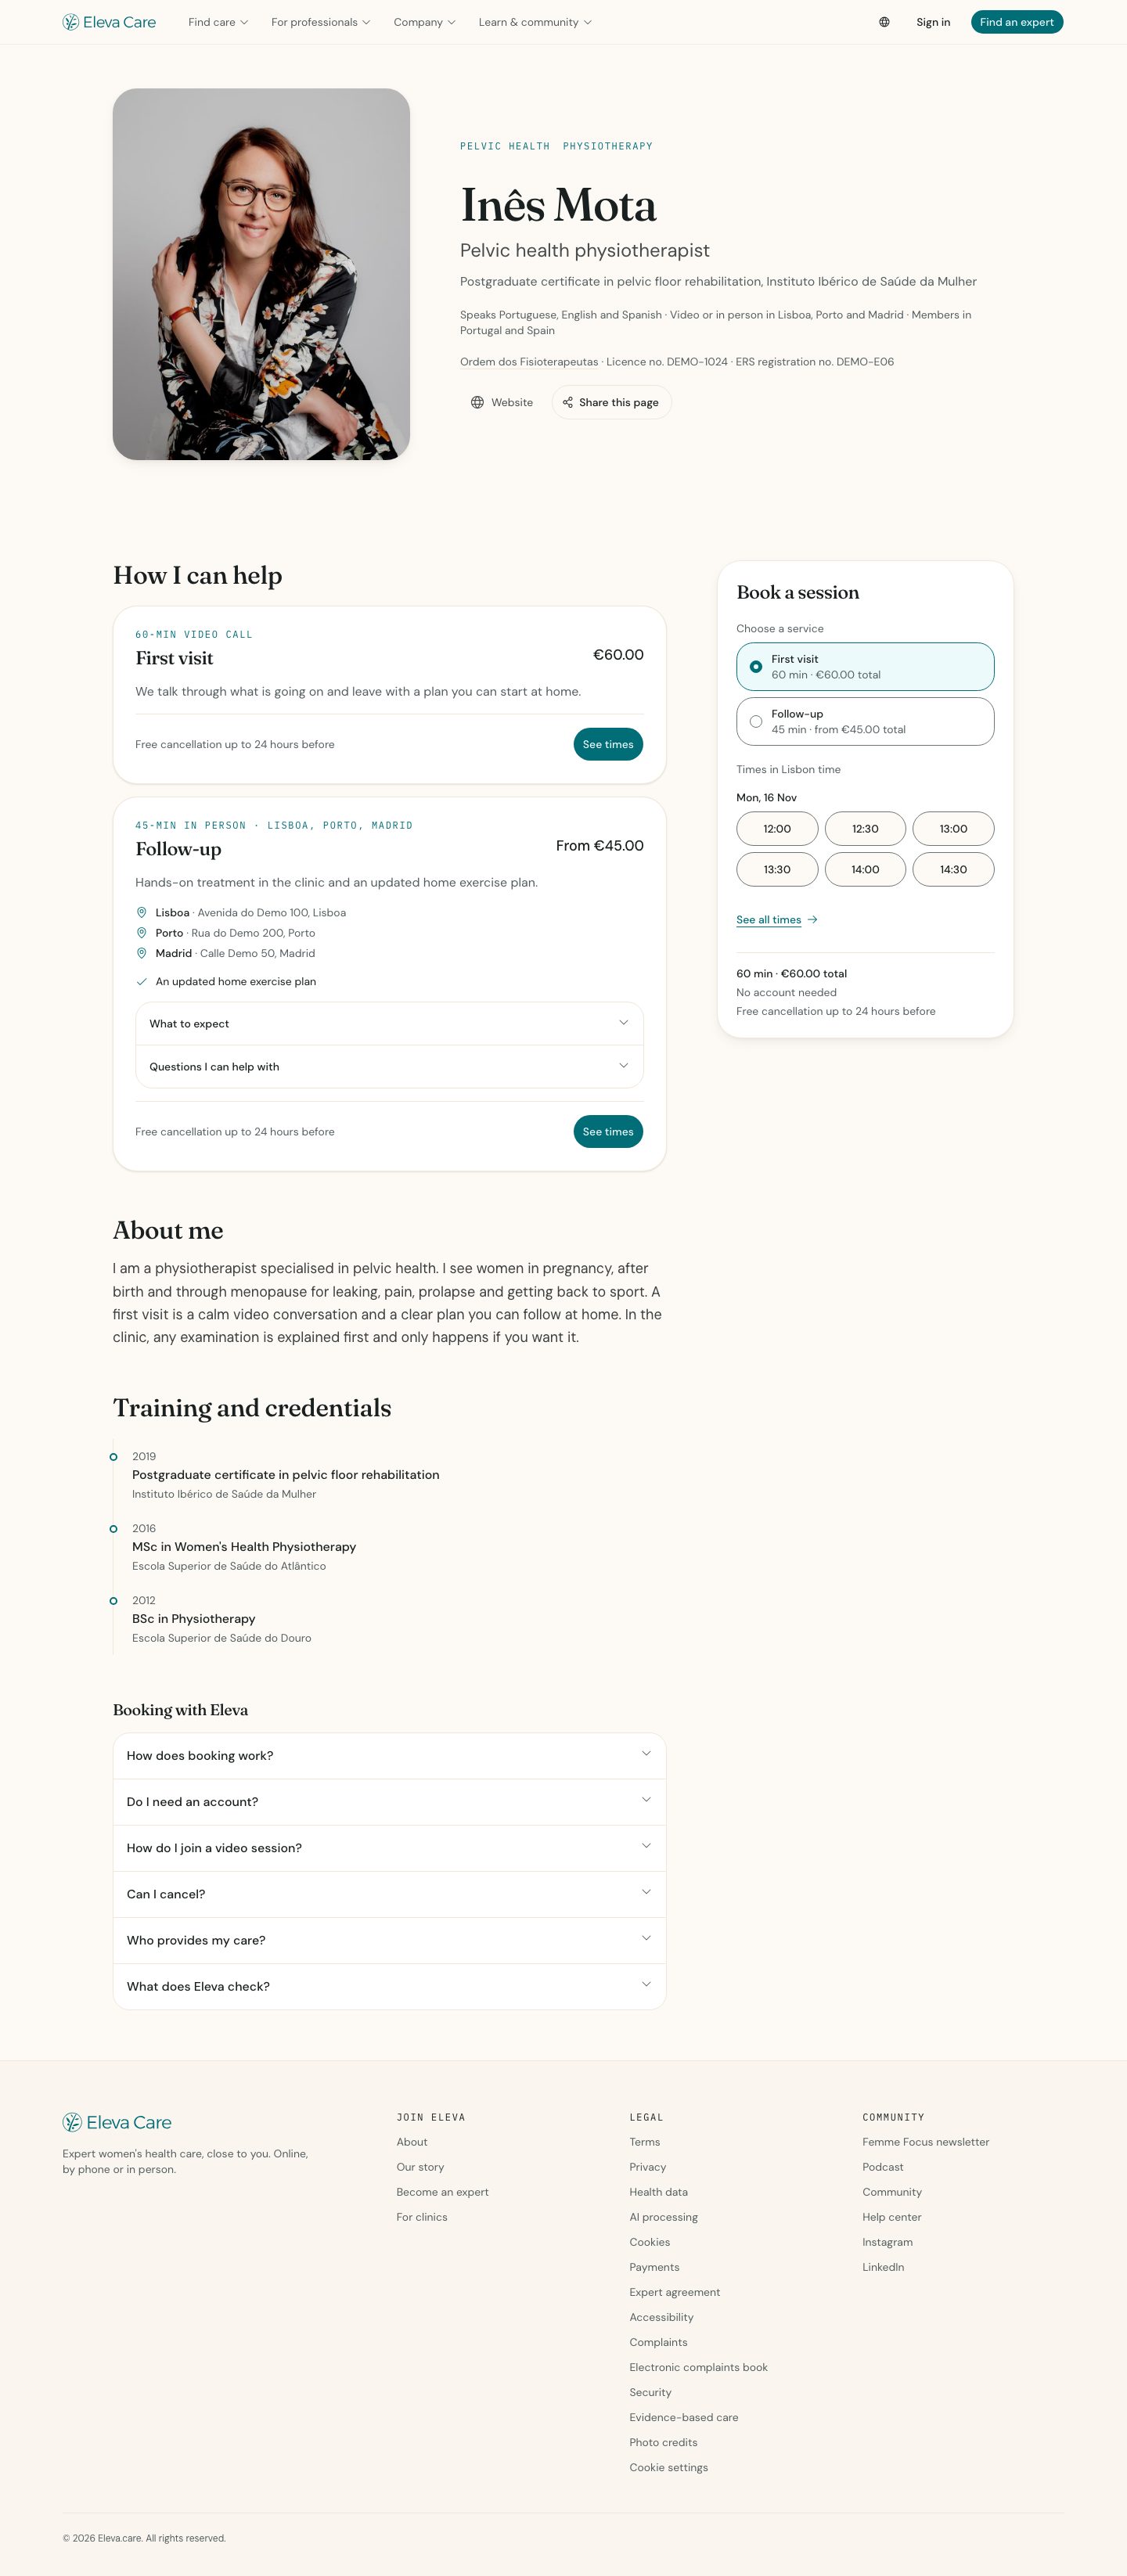 Eleva Care
Find care
For professionals
Company
Learn & community
Sign in
Find an expert
PELVIC HEALTH PHYSIOTHERAPY
Inês Mota
Pelvic health physiotherapist
Postgraduate certificate in pelvic floor rehabilitation, Instituto Ibérico de Saúde da Mulher
Speaks Portuguese, English and Spanish · Video or in person in Lisboa, Porto and Madrid · Members in
Portugal and Spain
Ordem dos Fisioterapeutas · Licence no. DEMO-1024 · ERS registration no. DEMO-E06
Website
Share this page
How I can help
60-MIN VIDEO CALL
First visit
€60.00
We talk through what is going on and leave with a plan you can start at home.
Free cancellation up to 24 hours before
See times
45-MIN IN PERSON · LISBOA, PORTO, MADRID
Follow-up
From €45.00
Hands-on treatment in the clinic and an updated home exercise plan.
Lisboa · Avenida do Demo 100, Lisboa
Porto · Rua do Demo 200, Porto
Madrid · Calle Demo 50, Madrid
An updated home exercise plan
What to expect
Questions I can help with
Free cancellation up to 24 hours before
See times
Book a session
Choose a service
First visit
60 min · €60.00 total
Follow-up
45 min · from €45.00 total
Times in Lisbon time
Mon, 16 Nov
12:00
12:30
13:00
13:30
14:00
14:30
See all times
60 min · €60.00 total
No account needed
Free cancellation up to 24 hours before
About me
I am a physiotherapist specialised in pelvic health. I see women in pregnancy, after
birth and through menopause for leaking, pain, prolapse and getting back to sport. A
first visit is a calm video conversation and a clear plan you can follow at home. In the
clinic, any examination is explained first and only happens if you want it.
Training and credentials
2019
Postgraduate certificate in pelvic floor rehabilitation
Instituto Ibérico de Saúde da Mulher
2016
MSc in Women's Health Physiotherapy
Escola Superior de Saúde do Atlântico
2012
BSc in Physiotherapy
Escola Superior de Saúde do Douro
Booking with Eleva
How does booking work?
Do I need an account?
How do I join a video session?
Can I cancel?
Who provides my care?
What does Eleva check?
Eleva Care
Expert women's health care, close to you. Online,
by phone or in person.
JOIN ELEVA
About
Our story
Become an expert
For clinics
LEGAL
Terms
Privacy
Health data
AI processing
Cookies
Payments
Expert agreement
Accessibility
Complaints
Electronic complaints book
Security
Evidence-based care
Photo credits
Cookie settings
COMMUNITY
Femme Focus newsletter
Podcast
Community
Help center
Instagram
LinkedIn
© 2026 Eleva.care. All rights reserved.